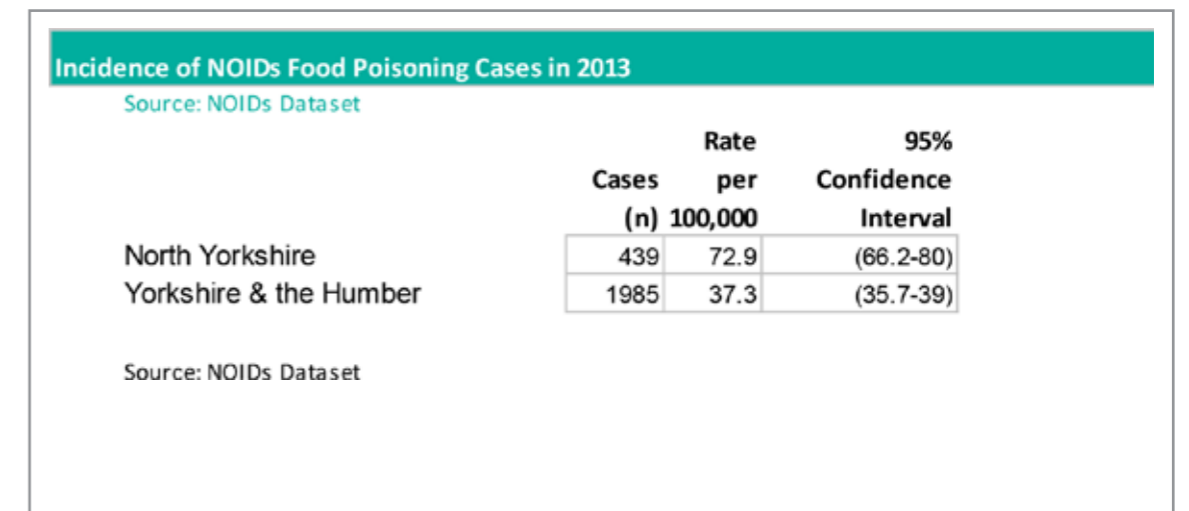 Incidence of NOIDs Food Poisoning Cases in 2013
Source: NOIDs Dataset
Rate 95%
Cases per Confidence
(n) 100,000 Interval
North Yorkshire 439 72.9 (66.2-80)
Yorkshire & the Humber 1985 37.3 (35.7-39)
Source: NOIDs Dataset